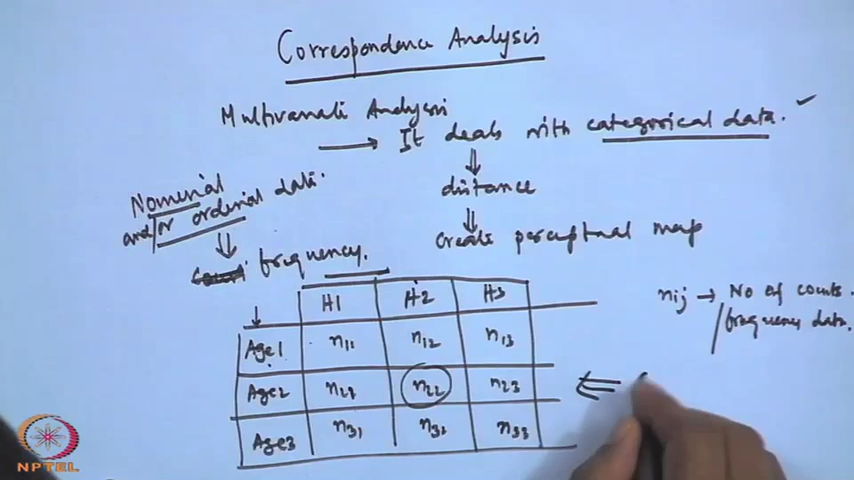 Correspondence Analysis
Multivariati Analysis
→ It deals with categorical data. ✓
Nominal
and/or ordinal data.
distance
create perceptual map
frequency.
H1 H2 H3
Age1 n11 n12 n13
Age2 n21 n22 n23
Age3 n31 n32 n33
nij → No of counts
/frequency data.
NPTEL